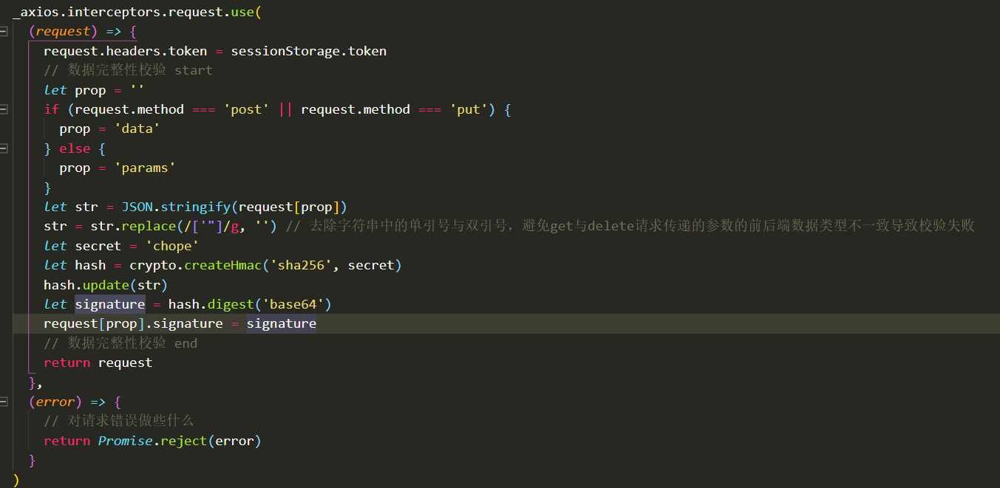 _axios.interceptors.request.use(
(request) => {
request.headers.token = sessionStorage.token
// 数据完整性校验 start
let prop = ''
if (request.method === 'post' || request.method === 'put') {
prop = 'data'
} else {
prop = 'params'
}
let str = JSON.stringify(request[prop])
str = str.replace(/['"]/g, '') // 去除字符串中的单引号与双引号，避免get与delete请求传递的参数的前后端数据类型不一致导致校验失败
let secret = 'chope'
let hash = crypto.createHmac('sha256', secret)
hash.update(str)
let signature = hash.digest('base64')
request[prop].signature = signature
// 数据完整性校验 end
return request
},
(error) => {
// 对请求错误做些什么
return Promise.reject(error)
}
)